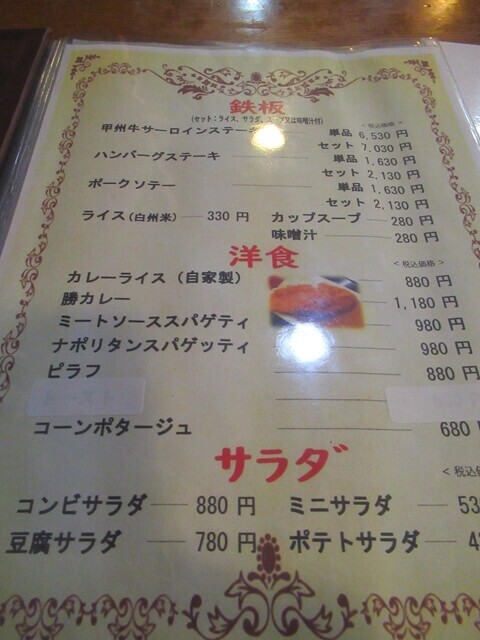 鉄板
(セット:ライス、サラダ、スープ又は味噌汁付)
< 税込価格 >
甲州牛サーロインステーキ 単品 6,530 円
セット 7,030 円
ハンバーグステーキ 単品 1,630 円
セット 2,130 円
ポークソテー 単品 1,630 円
セット 2,130 円
ライス(白州米) 330 円 カップスープ 280 円
味噌汁 280 円
洋食
< 税込価格 >
カレーライス (自家製) 880 円
勝カレー 1,180 円
ミートソーススパゲティ 980 円
ナポリタンスパゲッティ 980 円
ピラフ 880 円
コーンポタージュ 680 円
サラダ
< 税込
コンビサラダ 880 円 ミニサラダ 53
豆腐サラダ 780 円 ポテトサラダ